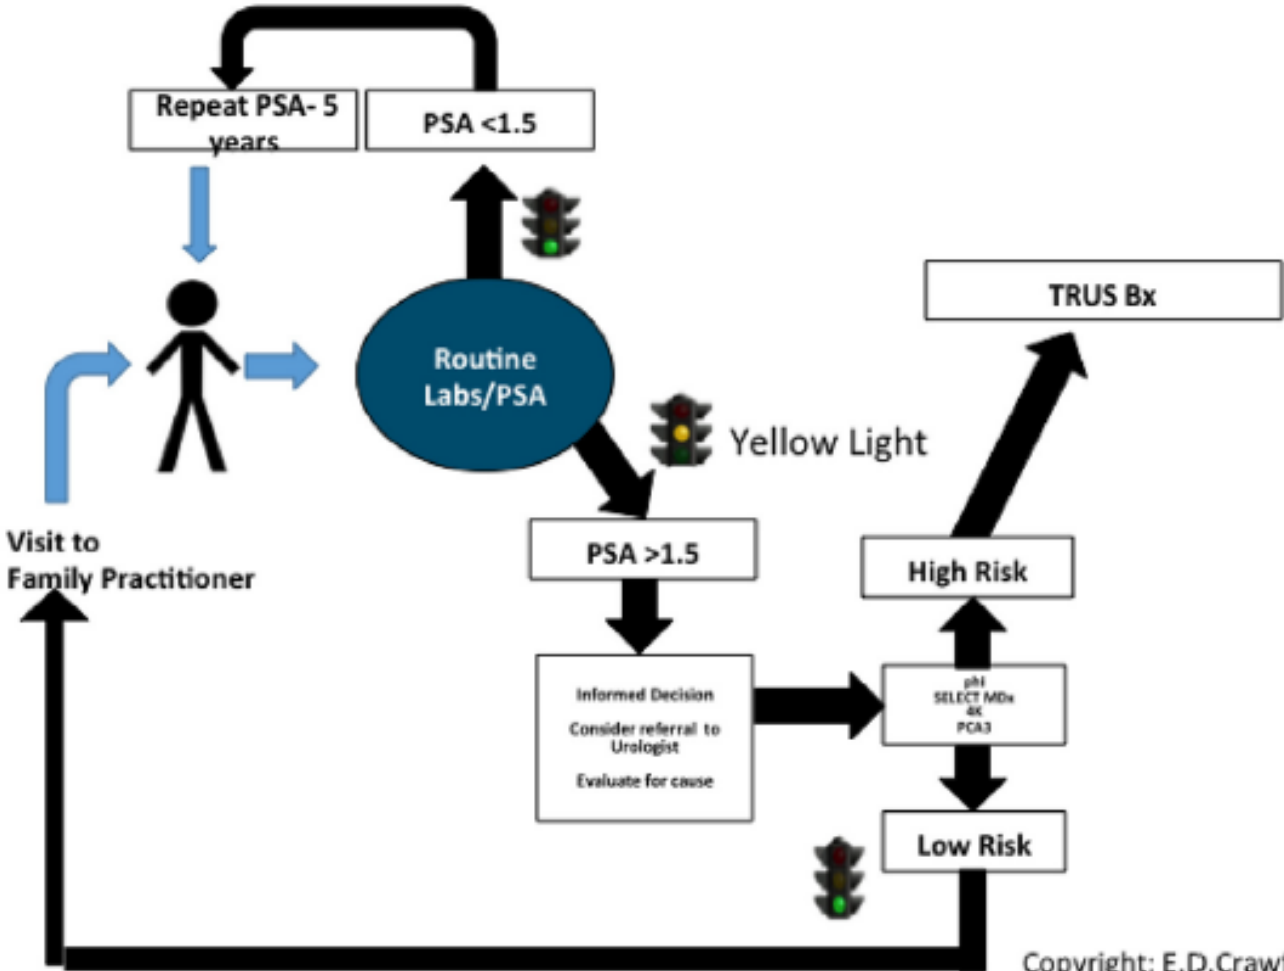 Repeat PSA- 5
years
PSA <1.5
TRUS Bx
Routine
Labs/PSA
Yellow Light
Visit to
Family Practitioner
PSA >1.5
High Risk
Informed Decision
Consider referral to
Urologist
Evaluate for cause
phi
SELECT MDx
4K
PCA3
Low Risk
Copyright: E.D.Craw